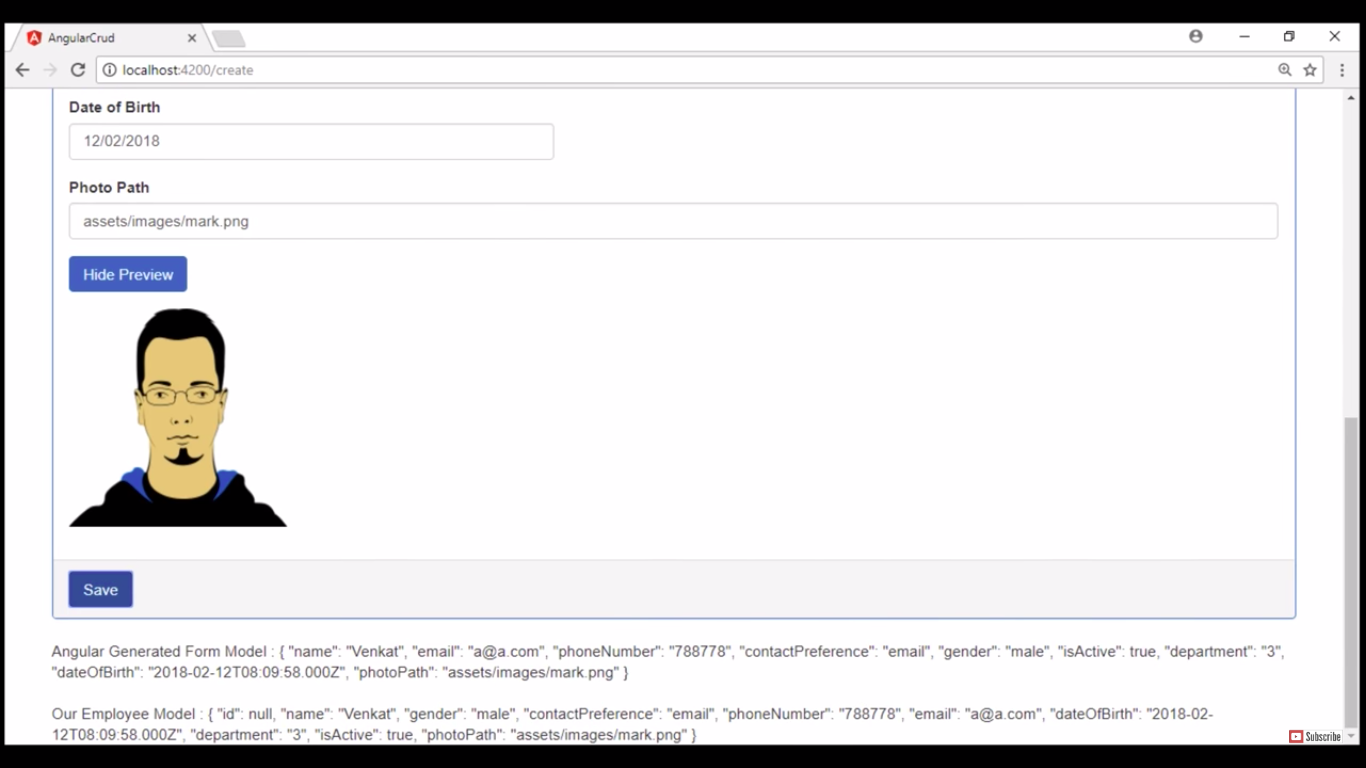 AngularCrud
localhost:4200/create
Date of Birth
12/02/2018
Photo Path
assets/images/mark.png
Hide Preview
Save
Angular Generated Form Model : { "name": "Venkat", "email": "a@a.com", "phoneNumber": "788778", "contactPreference": "email", "gender": "male", "isActive": true, "department": "3",
"dateOfBirth": "2018-02-12T08:09:58.000Z", "photoPath": "assets/images/mark.png" }
Our Employee Model : { "id": null, "name": "Venkat", "gender": "male", "contactPreference": "email", "phoneNumber": "788778", "email": "a@a.com", "dateOfBirth": "2018-02-
12T08:09:58.000Z", "department": "3", "isActive": true, "photoPath": "assets/images/mark.png" }
Subscribe